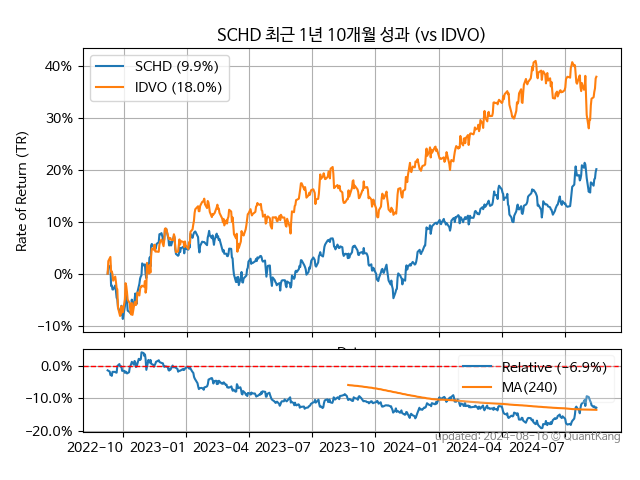 SCHD 최근 1년 10개월 성과 (vs IDVO)
SCHD (9.9%)
IDVO (18.0%)
Rate of Return (TR)
40%
30%
20%
10%
0%
−10%
0.0%
−10.0%
−20.0%
Relative (−6.9%)
MA(240)
2022-10 2023-01 2023-04 2023-07 2023-10 2024-01 2024-04 2024-07
Updated: 2024-08-16 © QuantKang